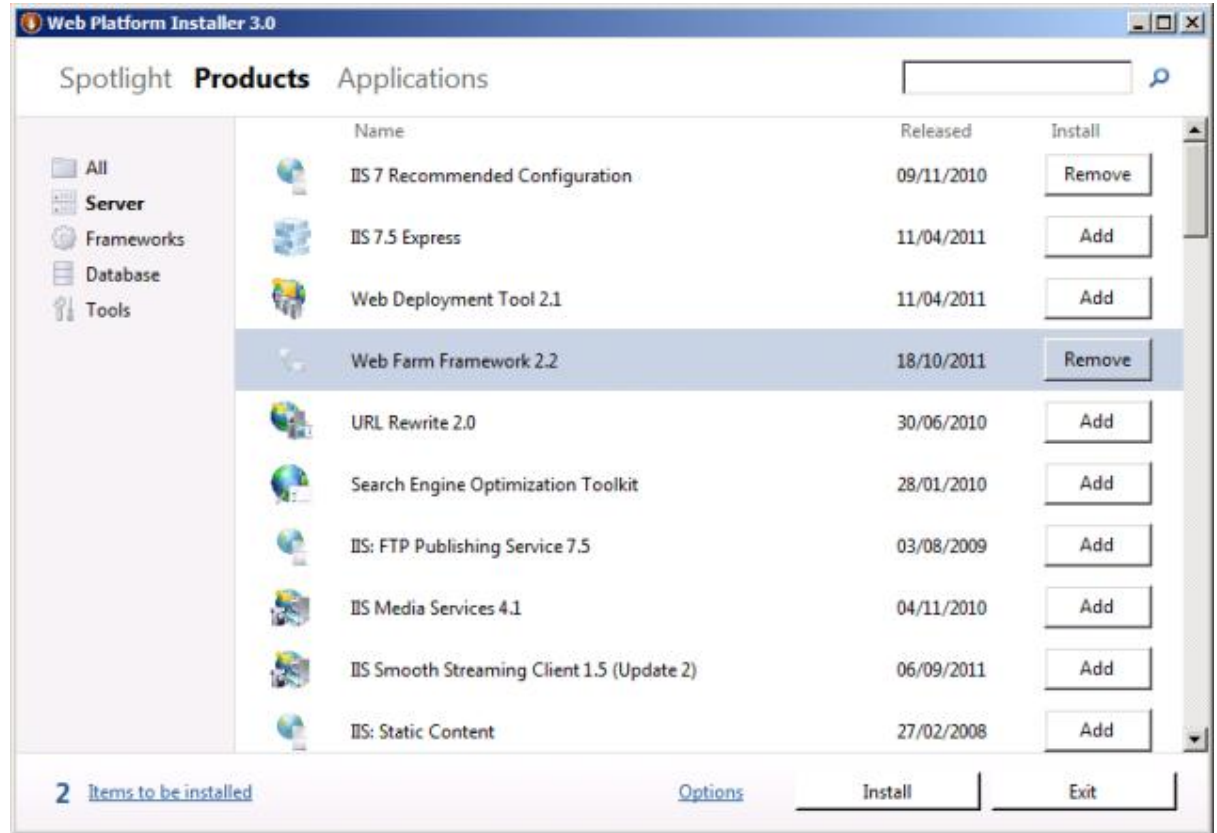 Web Platform Installer 3.0
Spotlight Products Applications
Name Released Install
All
Server
Frameworks
Database
Tools
IIS 7 Recommended Configuration 09/11/2010 Remove
IIS 7.5 Express 11/04/2011 Add
Web Deployment Tool 2.1 11/04/2011 Add
Web Farm Framework 2.2 18/10/2011 Remove
URL Rewrite 2.0 30/06/2010 Add
Search Engine Optimization Toolkit 28/01/2010 Add
IIS: FTP Publishing Service 7.5 03/08/2009 Add
IIS Media Services 4.1 04/11/2010 Add
IIS Smooth Streaming Client 1.5 (Update 2) 06/09/2011 Add
IIS: Static Content 27/02/2008 Add
2 Items to be installed Options Install Exit